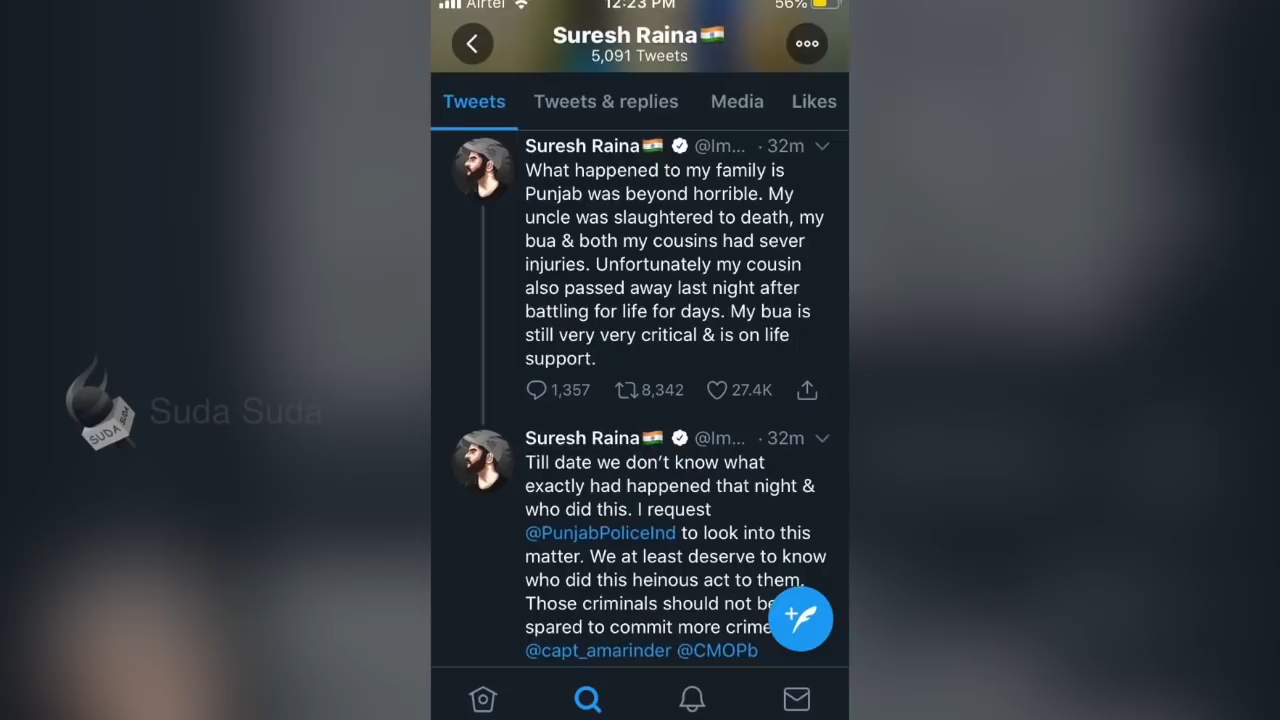 Airtel 12:23 PM 56%
Suresh Raina🇮🇳
5,091 Tweets
Tweets Tweets & replies Media Likes
Suresh Raina🇮🇳 @Im... · 32m
What happened to my family is
Punjab was beyond horrible. My
uncle was slaughtered to death, my
bua & both my cousins had sever
injuries. Unfortunately my cousin
also passed away last night after
battling for life for days. My bua is
still very very critical & is on life
support.
1,357 8,342 27.4K
Suresh Raina🇮🇳 @Im... · 32m
Till date we don’t know what
exactly had happened that night &
who did this. I request
@PunjabPoliceInd to look into this
matter. We at least deserve to know
who did this heinous act to them.
Those criminals should not be
spared to commit more crime
@capt_amarinder @CMOPb
SUDA SUDA
Suda Suda